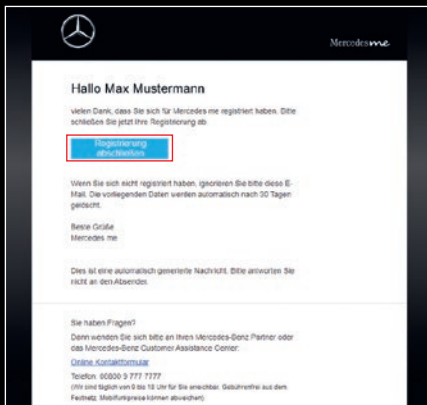 Mercedes me
Hallo Max Mustermann
vielen Dank, dass Sie sich für Mercedes me registriert haben. Bitte
schließen Sie jetzt Ihre Registrierung ab
Registrierung
abschließen
Wenn Sie sich nicht registriert haben, ignorieren Sie bitte diese E-
Mail. Die vorliegenden Daten werden automatisch nach 30 Tagen
gelöscht.
Beste Grüße
Mercedes me
Dies ist eine automatisch generierte Nachricht. Bitte antworten Sie
nicht an den Absender.
Sie haben Fragen?
Dann wenden Sie sich bitte an Ihren Mercedes-Benz Partner oder
das Mercedes-Benz Customer Assistance Center:
Online Kontaktformular
Telefon: 00800 9 777 7777
(Wir sind täglich von 8 bis 18 Uhr für Sie erreichbar. Gebührenfrei aus dem
Festnetz, Mobilfunkpreise können abweichen)